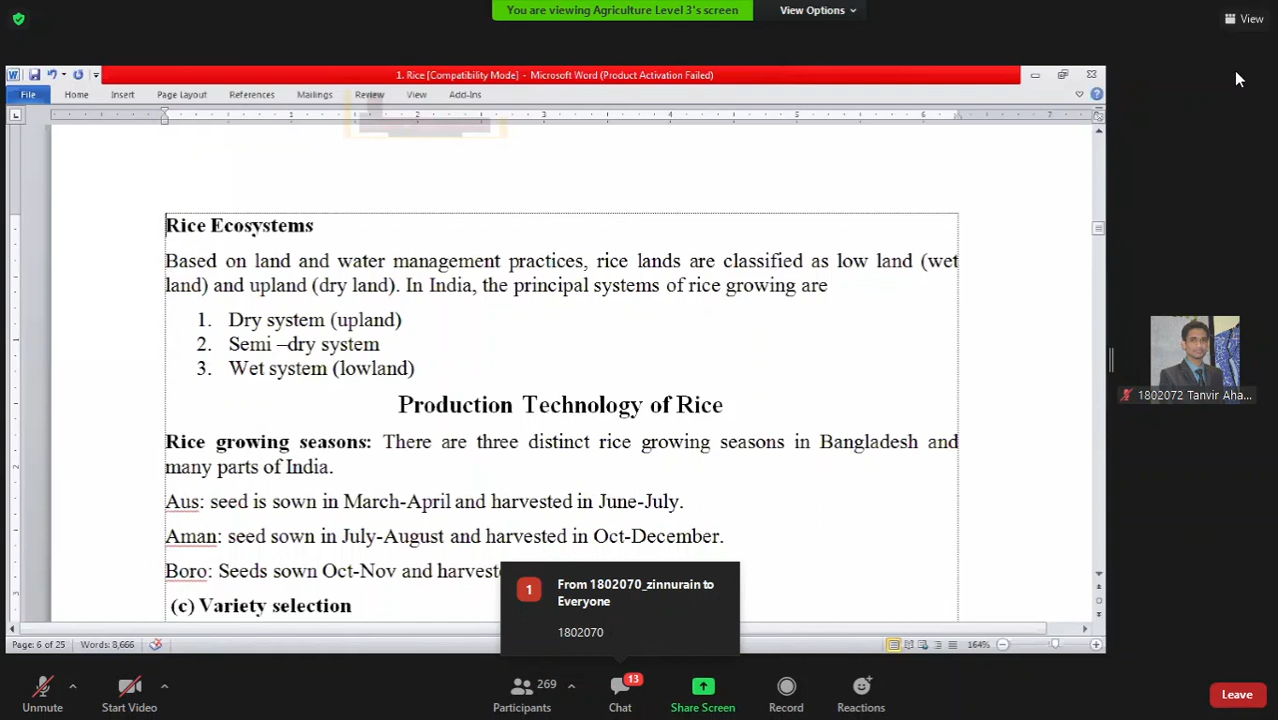 You are viewing Agriculture Level 3's screen
View Options
View
1. Rice [Compatibility Mode] - Microsoft Word (Product Activation Failed)
File Home Insert Page Layout References Mailings Review View Add-Ins
1 2 3 4 5 6 7
Rice Ecosystems
Based on land and water management practices, rice lands are classified as low land (wet
land) and upland (dry land). In India, the principal systems of rice growing are
1. Dry system (upland)
2. Semi –dry system
3. Wet system (lowland)
Production Technology of Rice
Rice growing seasons: There are three distinct rice growing seasons in Bangladesh and
many parts of India.
Aus: seed is sown in March-April and harvested in June-July.
Aman: seed sown in July-August and harvested in Oct-December.
Boro: Seeds sown Oct-Nov and harveste
(c) Variety selection
1802072 Tanvir Aha...
1
From 1802070_zinnurain to
Everyone
1802070
Page: 6 of 25 Words: 8,666 164%
269 13
Unmute Start Video Participants Chat Share Screen Record Reactions Leave